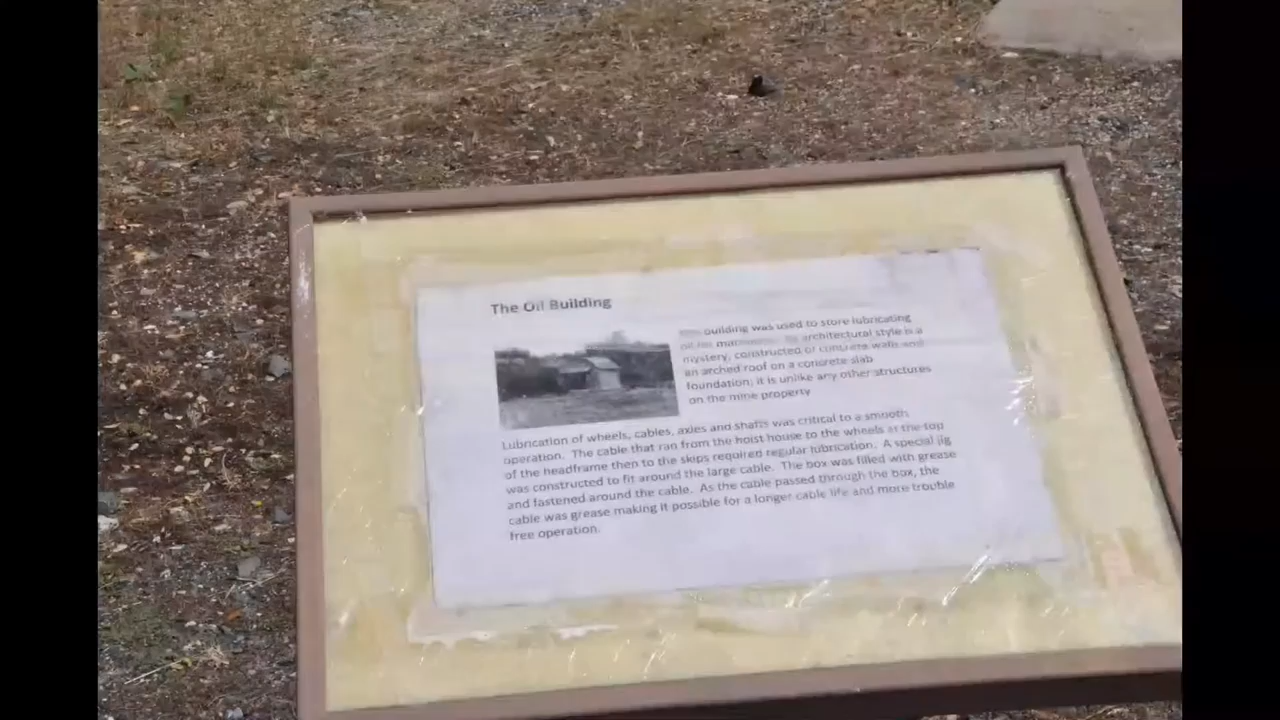 The Oil Building
building was used to store lubricating
architectural style is a
mystery, constructed of concrete walls and
an arched roof on a concrete slab
foundation; it is unlike any other structures
on the mine property
Lubrication of wheels, cables, axles and shafts was critical to a smooth
operation. The cable that ran from the hoist house to the wheels at the top
of the headframe then to the skips required regular lubrication. A special jig
was constructed to fit around the large cable. The box was filled with grease
and fastened around the cable. As the cable passed through the box, the
cable was grease making it possible for a longer cable life and more trouble
free operation.